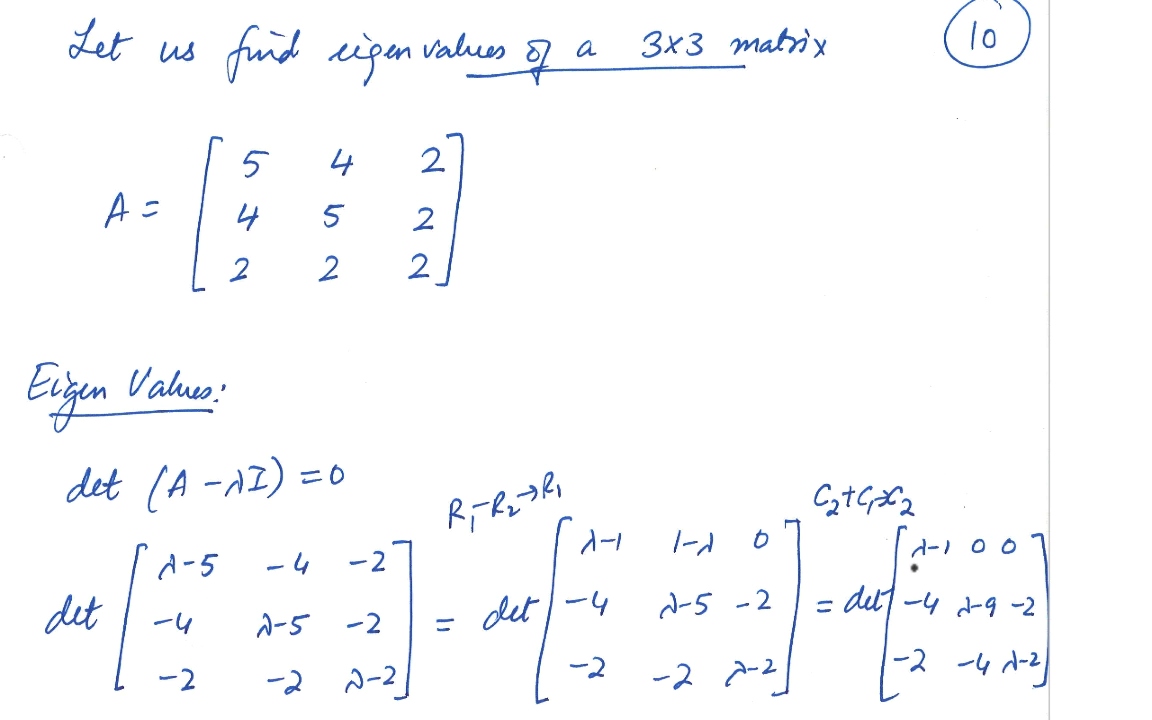 Let us find eigen values of a 3x3 matrix
10
A = [ 5 4 2
4 5 2
2 2 2 ]
Eigen Values:
det (A - λI) = 0
R₁-R₂→R₁
C₂+C₁→C₂
det [ λ-5 -4 -2 ] = det [ λ-1 1-λ 0 ] = det [ λ-1 0 0 ]
-4 λ-5 -2 -4 λ-5 -2 -4 λ-9 -2
-2 -2 λ-2 -2 -2 λ-2 -2 -4 λ-2